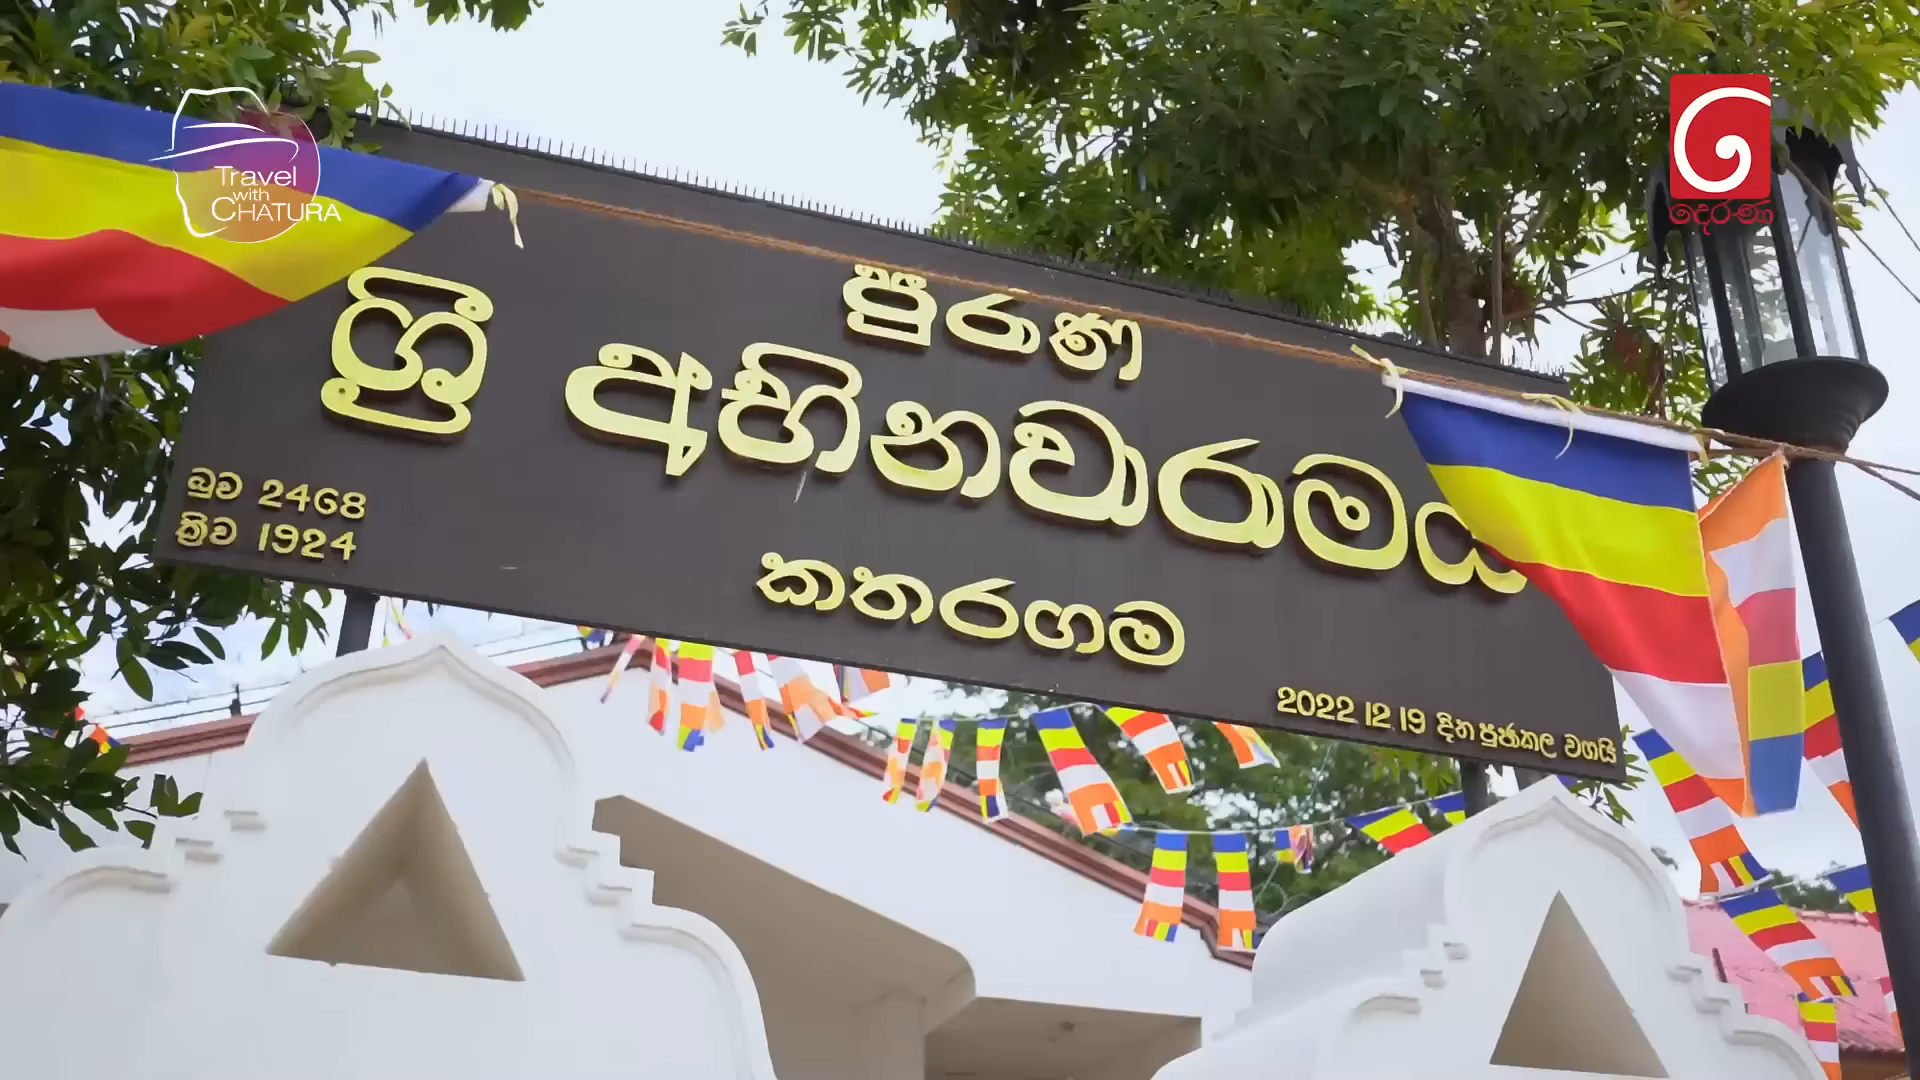 Travel
with
CHATURA
දෙරණ
පුරාණ
ශ්‍රී අභිනවාරාමය
බුව 2468
ක්‍රිව 1924
කතරගම
2022 12 19 දින පුජාකල වගයි